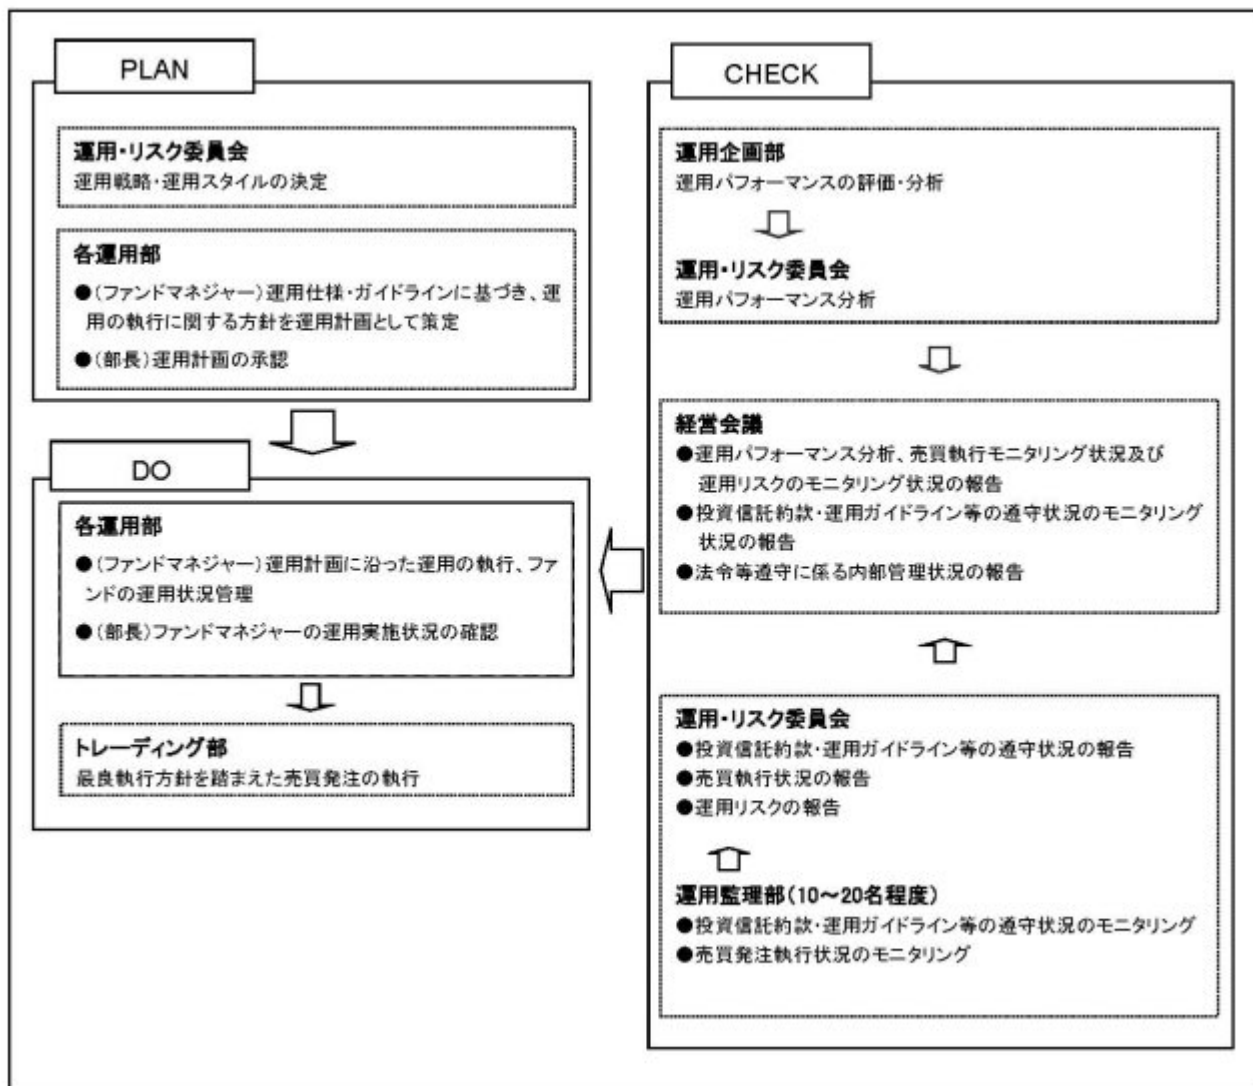 PLAN
運用・リスク委員会
運用戦略・運用スタイルの決定
各運用部
●(ファンドマネジャー)運用仕様・ガイドラインに基づき、運
用の執行に関する方針を運用計画として策定
●(部長)運用計画の承認
DO
各運用部
●(ファンドマネジャー)運用計画に沿った運用の執行、ファ
ンドの運用状況管理
●(部長)ファンドマネジャーの運用実施状況の確認
トレーディング部
最良執行方針を踏まえた売買発注の執行
CHECK
運用企画部
運用パフォーマンスの評価・分析
運用・リスク委員会
運用パフォーマンス分析
経営会議
●運用パフォーマンス分析、売買執行モニタリング状況及び
運用リスクのモニタリング状況の報告
●投資信託約款・運用ガイドライン等の遵守状況のモニタリング
状況の報告
●法令等遵守に係る内部管理状況の報告
運用・リスク委員会
●投資信託約款・運用ガイドライン等の遵守状況の報告
●売買執行状況の報告
●運用リスクの報告
運用監理部(10～20名程度)
●投資信託約款・運用ガイドライン等の遵守状況のモニタリング
●売買発注執行状況のモニタリング